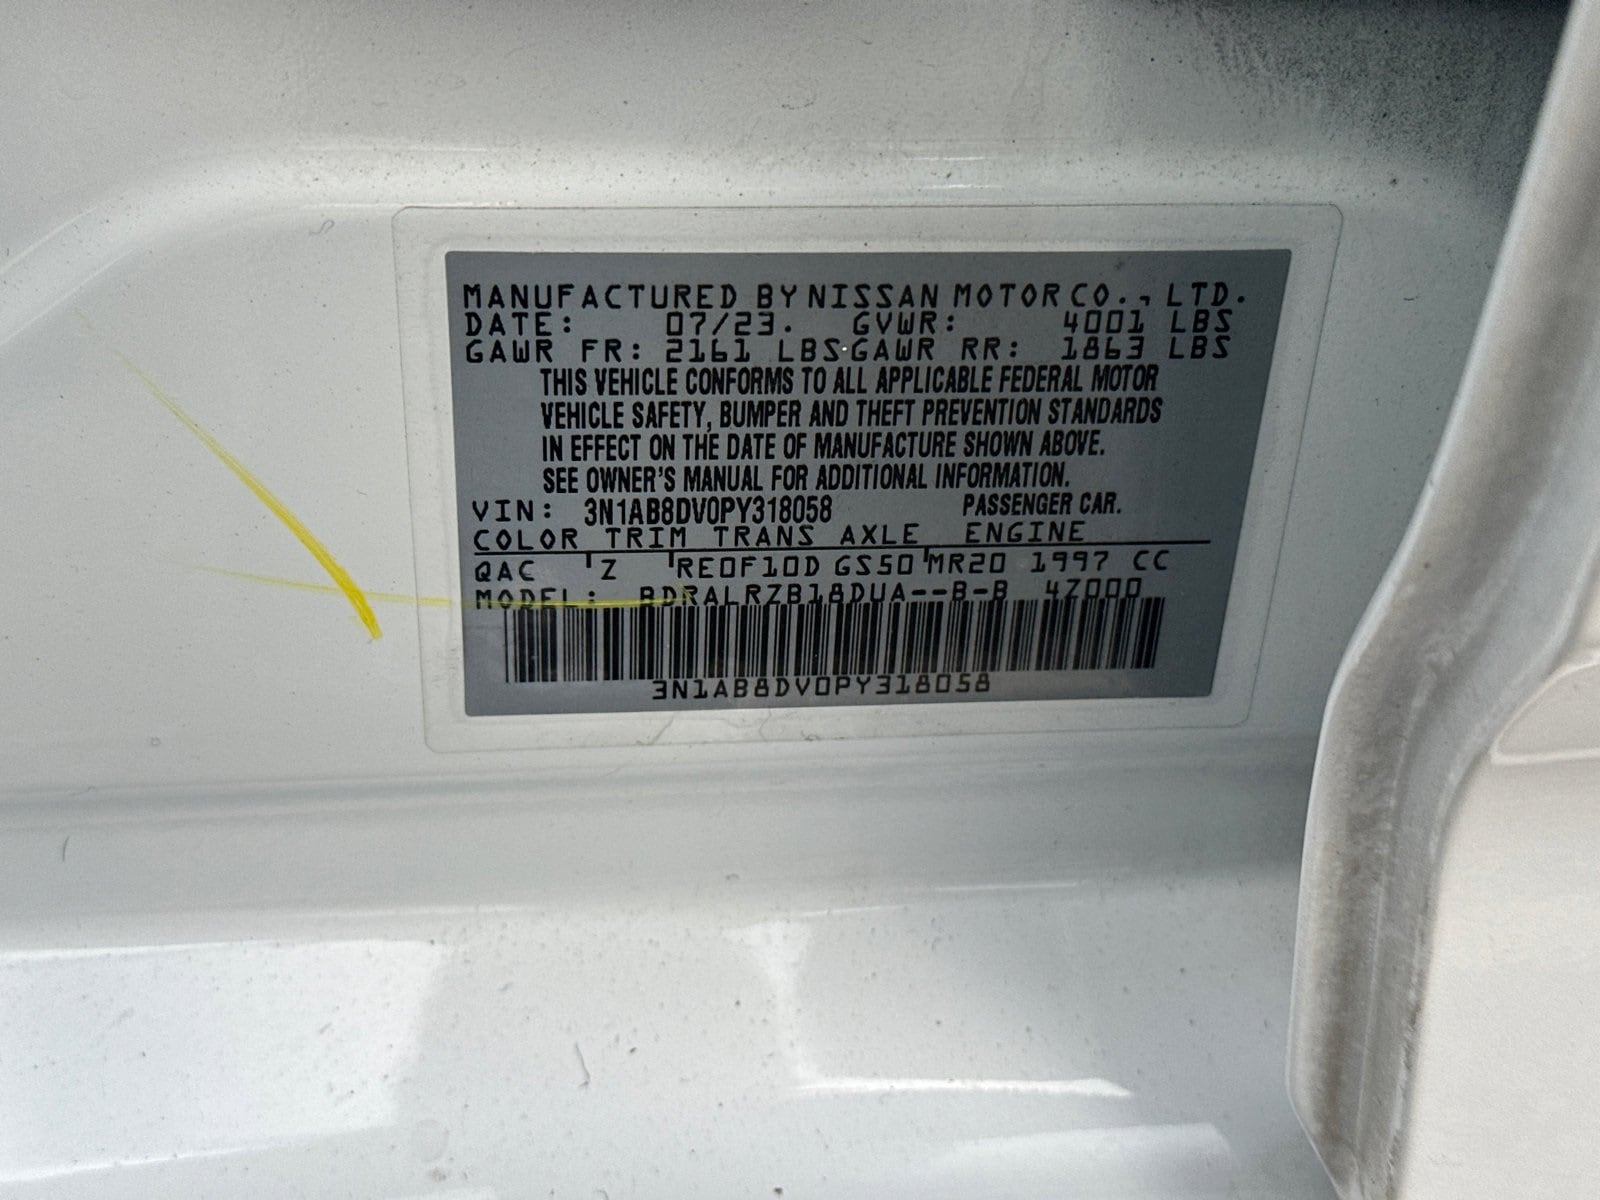 MANUFACTURED BY NISSAN MOTOR CO., LTD.
DATE: 07/23. GVWR: 4001 LBS
GAWR FR: 2161 LBS GAWR RR: 1863 LBS
THIS VEHICLE CONFORMS TO ALL APPLICABLE FEDERAL MOTOR
VEHICLE SAFETY, BUMPER AND THEFT PREVENTION STANDARDS
IN EFFECT ON THE DATE OF MANUFACTURE SHOWN ABOVE.
SEE OWNER'S MANUAL FOR ADDITIONAL INFORMATION.
VIN: 3N1AB8DV0PY318058 PASSENGER CAR.
COLOR TRIM TRANS AXLE ENGINE
QAC Z RE0F10D GS50 MR20 1997 CC
MODEL: BDRALRZB18DUA--B-B 4Z000
3N1AB8DV0PY318058